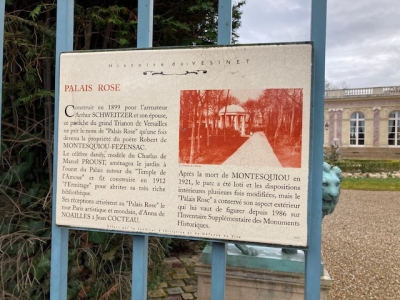 Histoire du VESINET
PALAIS ROSE
Construit en 1899 pour l'armateur
Arthur SCHWEITZER et son épouse,
ce pastiche du grand Trianon de Versailles
ne prit le nom de "Palais Rose" qu'une fois
devenu la propriété du poète Robert de
MONTESQUIOU-FEZENSAC.
Le célèbre dandy, modèle du Charlus de
Marcel PROUST, aménagea le jardin à
l'ouest du Palais autour du "Temple de
l'Amour" et fit construire en 1912
l'"Ermitage" pour abriter sa très riche
bibliothèque.
Ses réceptions attirèrent au "Palais Rose" le
tout Paris artistique et mondain, d'Anna de
NOAILLES à Jean COCTEAU.
Après la mort de MONTESQUIOU en
1921, le parc a été loti et les dispositions
intérieures plusieurs fois modifiées, mais le
"Palais Rose" a conservé son aspect extérieur
qui lui vaut de figurer depuis 1986 sur
l'Inventaire Supplémentaire des Monuments
Historiques.